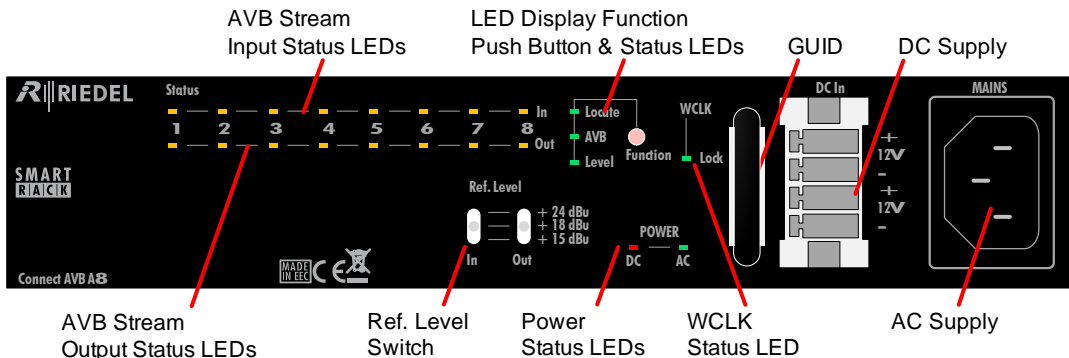 AVB Stream
Input Status LEDs
LED Display Function
Push Button & Status LEDs
GUID
DC Supply
RIEDEL
Status
In
1 2 3 4 5 6 7 8
Out
Locate
AVB
Level
Function
WCLK
Lock
DC In
+
12V
-
+
12V
-
MAINS
SMART
RACK
Ref. Level
+ 24 dBu
+ 18 dBu
+ 15 dBu
In Out
POWER
DC AC
MADE
IN EEC
CE
Connect AVB A8
AVB Stream
Output Status LEDs
Ref. Level
Switch
Power
Status LEDs
WCLK
Status LED
AC Supply